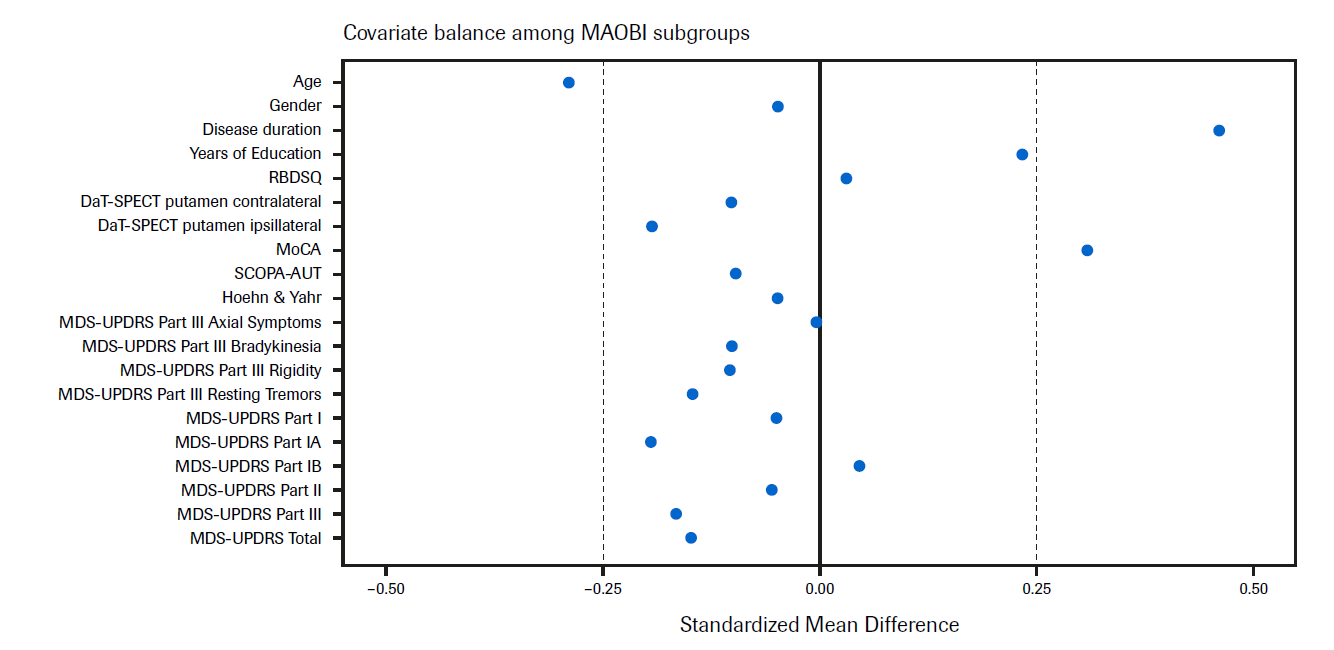 Covariate balance among MAOBI subgroups
Age
Gender
Disease duration
Years of Education
RBDSQ
DaT-SPECT putamen contralateral
DaT-SPECT putamen ipsillateral
MoCA
SCOPA-AUT
Hoehn & Yahr
MDS-UPDRS Part III Axial Symptoms
MDS-UPDRS Part III Bradykinesia
MDS-UPDRS Part III Rigidity
MDS-UPDRS Part III Resting Tremors
MDS-UPDRS Part I
MDS-UPDRS Part IA
MDS-UPDRS Part IB
MDS-UPDRS Part II
MDS-UPDRS Part III
MDS-UPDRS Total
−0.50 −0.25 0.00 0.25 0.50
Standardized Mean Difference